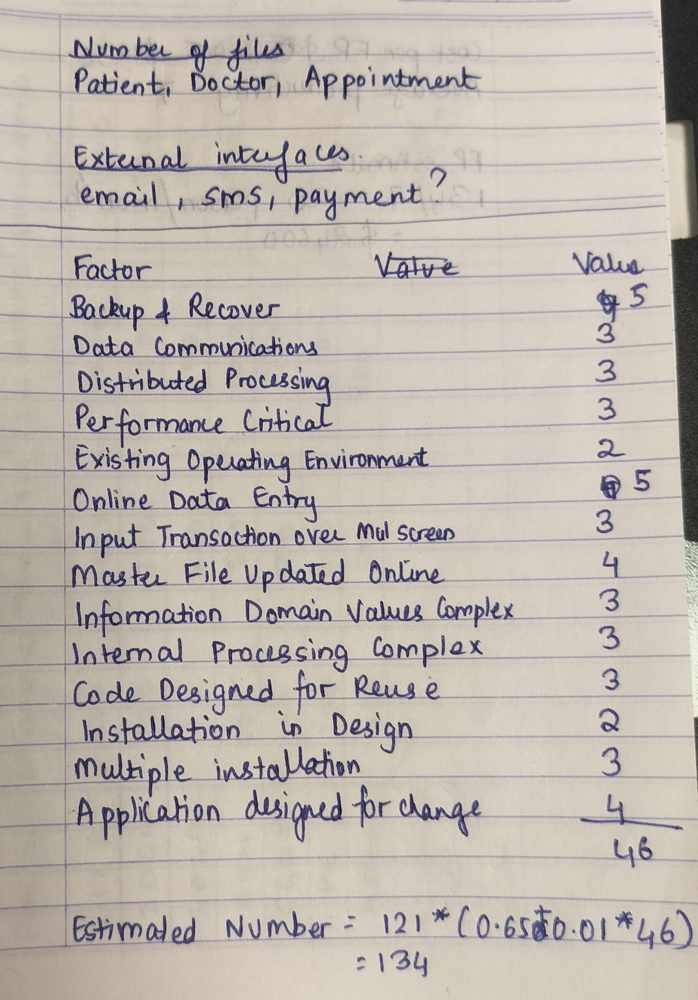 Number of files
Patient, Doctor, Appointment
External interfaces.
email, sms, payment?
Factor Value Value
Backup & Recover 5
Data Communications 3
Distributed Processing 3
Performance Critical 3
Existing Operating Environment 2
Online Data Entry 5
Input Transaction over Mul screen 3
Master File Updated Online 4
Information Domain Values Complex 3
Internal Processing Complex 3
Code Designed for Reuse 3
Installation in Design 2
Multiple installation 3
Application designed for change 4
46
Estimated Number = 121 * (0.65+0.01 * 46)
= 134